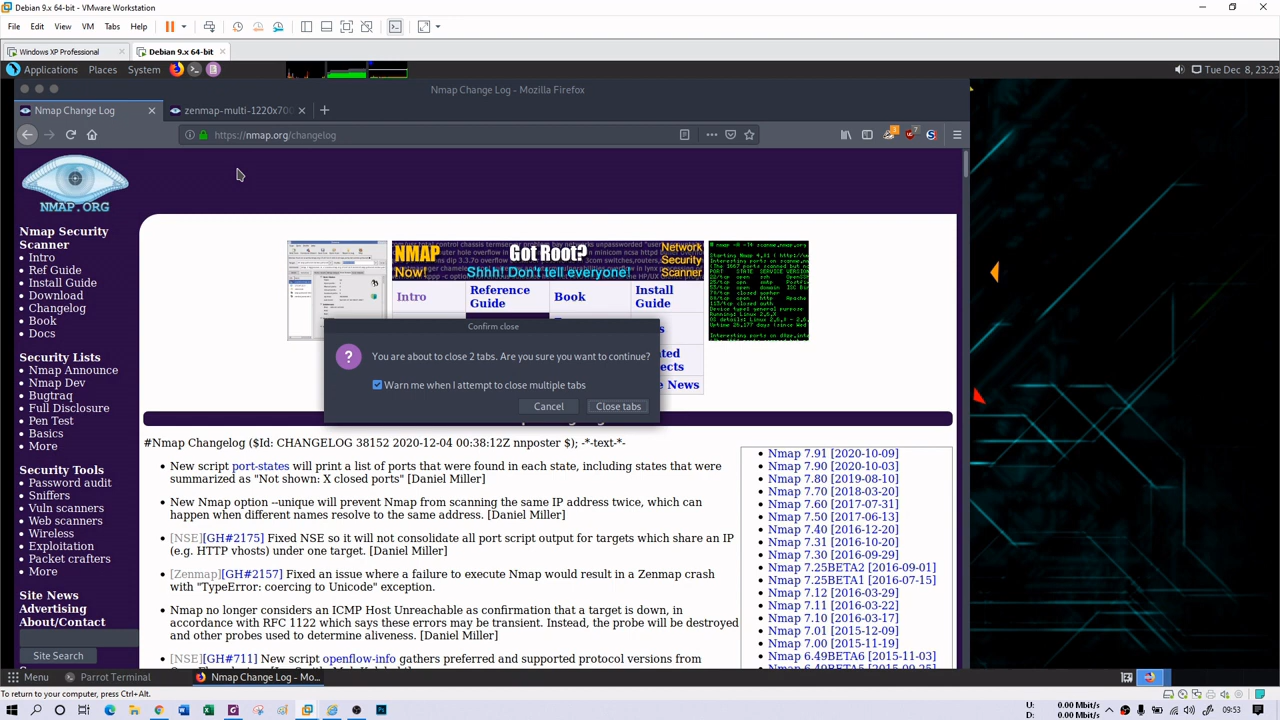 Debian 9.x 64-bit - VMware Workstation
File Edit View VM Tabs Help
Windows XP Professional
Debian 9.x 64-bit
Applications Places System
Tue Dec 8, 23:23
Nmap Change Log - Mozilla Firefox
Nmap Change Log
zenmap-multi-1220x700
https://nmap.org/changelog
NMAP.ORG
Nmap Security
Scanner
Intro
Ref Guide
Install Guide
Download
Changelog
Book
Docs
Security Lists
Nmap Announce
Nmap Dev
Bugtraq
Full Disclosure
Pen Test
Basics
More
Security Tools
Password audit
Sniffers
Vuln scanners
Web scanners
Wireless
Exploitation
Packet crafters
More
Site News
Advertising
About/Contact
Site Search
NMAP
Now!
Got Root?
Shhh! Don't tell everyone!
Network
Security
Scanner
Intro
Reference
Guide
Book
Install
Guide
Confirm close
You are about to close 2 tabs. Are you sure you want to continue?
Warn me when I attempt to close multiple tabs
Cancel
Close tabs
#Nmap Changelog ($Id: CHANGELOG 38152 2020-12-04 00:38:12Z nnposter $); -*-text-*-
New script port-states will print a list of ports that were found in each state, including states that were
summarized as "Not shown: X closed ports" [Daniel Miller]
New Nmap option --unique will prevent Nmap from scanning the same IP address twice, which can
happen when different names resolve to the same address. [Daniel Miller]
[NSE][GH#2175] Fixed NSE so it will not consolidate all port script output for targets which share an IP
(e.g. HTTP vhosts) under one target. [Daniel Miller]
[Zenmap][GH#2157] Fixed an issue where a failure to execute Nmap would result in a Zenmap crash
with "TypeError: coercing to Unicode" exception.
Nmap no longer considers an ICMP Host Unreachable as confirmation that a target is down, in
accordance with RFC 1122 which says these errors may be transient. Instead, the probe will be destroyed
and other probes used to determine aliveness. [Daniel Miller]
[NSE][GH#711] New script openflow-info gathers preferred and supported protocol versions from
Nmap 7.91 [2020-10-09]
Nmap 7.90 [2020-10-03]
Nmap 7.80 [2019-08-10]
Nmap 7.70 [2018-03-20]
Nmap 7.60 [2017-07-31]
Nmap 7.50 [2017-06-13]
Nmap 7.40 [2016-12-20]
Nmap 7.31 [2016-10-20]
Nmap 7.30 [2016-09-29]
Nmap 7.25BETA2 [2016-09-01]
Nmap 7.25BETA1 [2016-07-15]
Nmap 7.12 [2016-03-29]
Nmap 7.11 [2016-03-22]
Nmap 7.10 [2016-03-17]
Nmap 7.01 [2015-12-09]
Nmap 7.00 [2015-11-19]
Nmap 6.49BETA6 [2015-11-03]
Menu
Parrot Terminal
Nmap Change Log - Mo...
To return to your computer, press Ctrl+Alt.
U: 0.00 Mbit/s
D: 0.00 Mbit/s
09:53